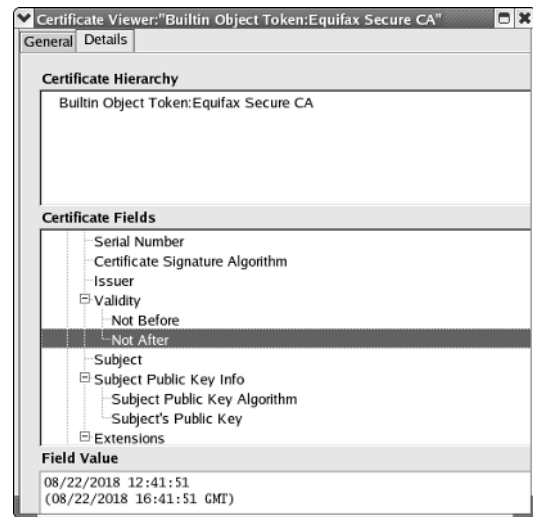 Certificate Viewer:"Builtin Object Token:Equifax Secure CA"
General Details
Certificate Hierarchy
Builtin Object Token:Equifax Secure CA
Certificate Fields
Serial Number
Certificate Signature Algorithm
Issuer
Validity
Not Before
Not After
Subject
Subject Public Key Info
Subject Public Key Algorithm
Subject's Public Key
Extensions
Field Value
08/22/2018 12:41:51
(08/22/2018 16:41:51 GMT)